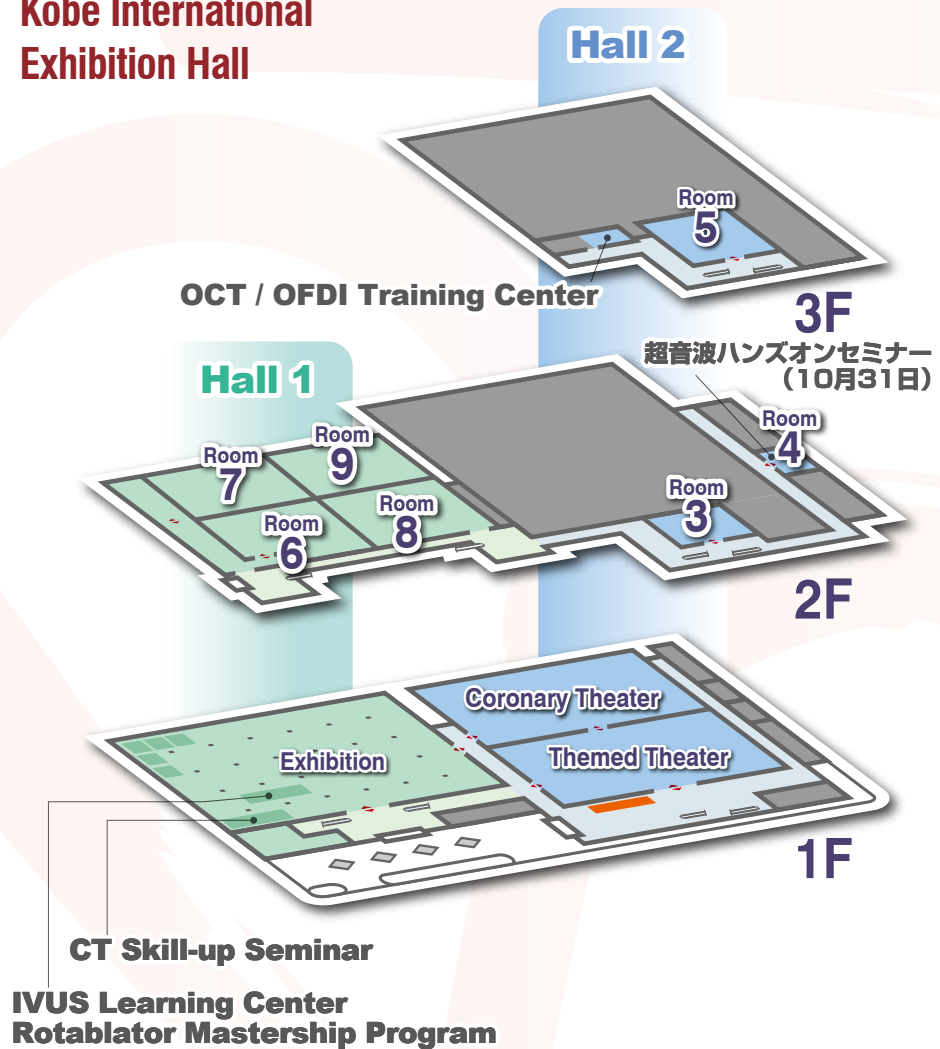 Kobe International
Exhibition Hall
Hall 2
Room
5
OCT / OFDI Training Center
3F
超音波ハンズオンセミナー
（10月31日）
Hall 1
Room
4
Room
9
Room
7
Room
3
Room
8
Room
6
2F
Coronary Theater
Themed Theater
Exhibition
1F
CT Skill-up Seminar
IVUS Learning Center
Rotablator Mastership Program